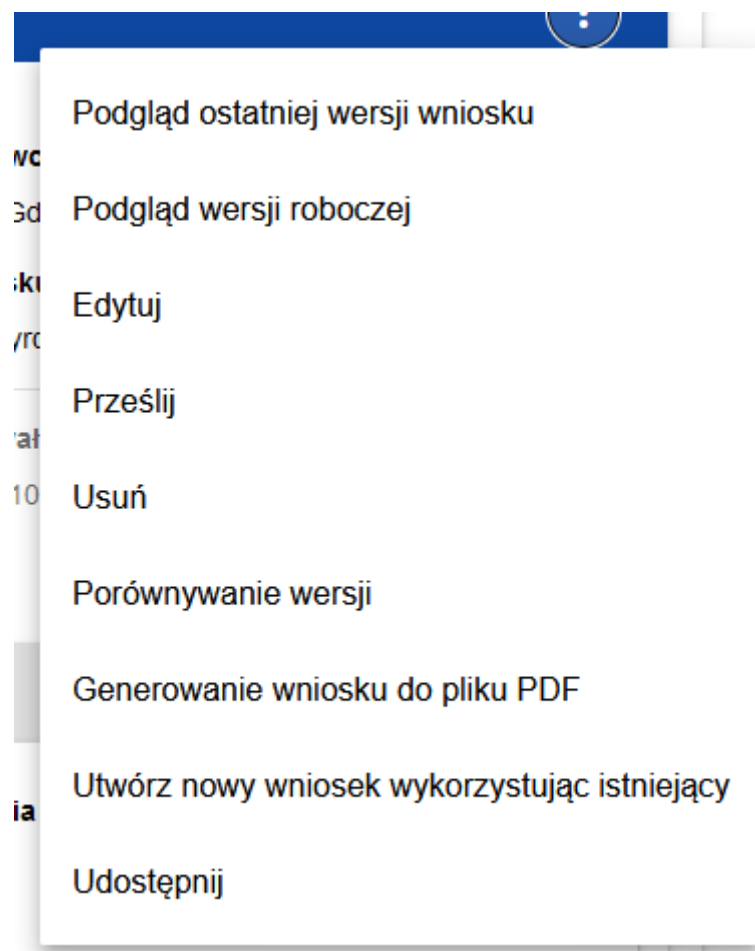 Podgląd ostatniej wersji wniosku
Podgląd wersji roboczej
Edytuj
Prześlij
Usuń
Porównywanie wersji
Generowanie wniosku do pliku PDF
Utwórz nowy wniosek wykorzystując istniejący
Udostępnij